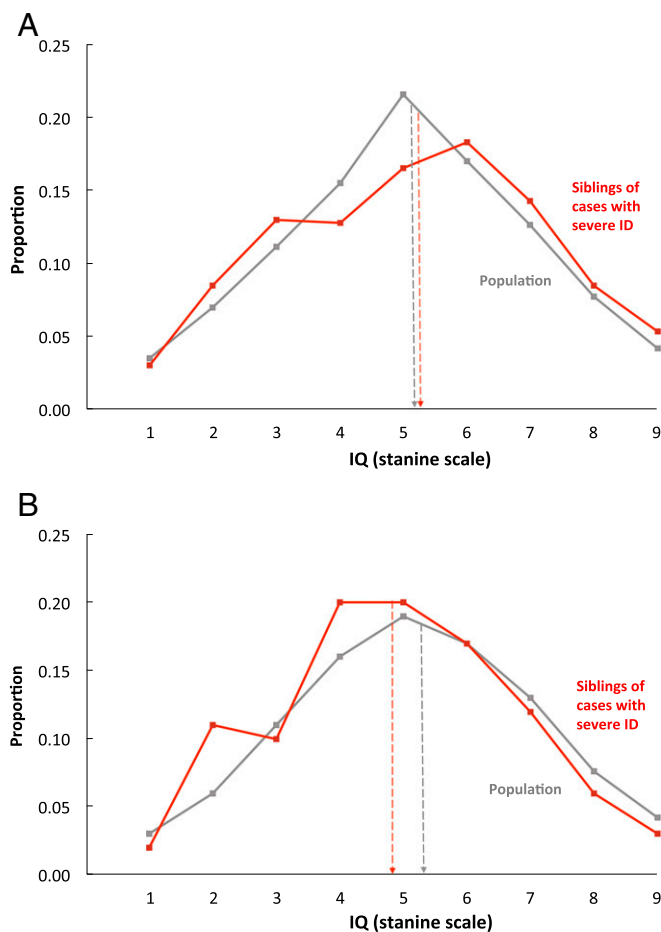 A
0.25
0.20
0.15
0.10
0.05
0.00
Proportion
Siblings of
cases with
severe ID
Population
1 2 3 4 5 6 7 8 9
IQ (stanine scale)
B
0.25
0.20
0.15
0.10
0.05
0.00
Proportion
Siblings of
cases with
severe ID
Population
1 2 3 4 5 6 7 8 9
IQ (stanine scale)